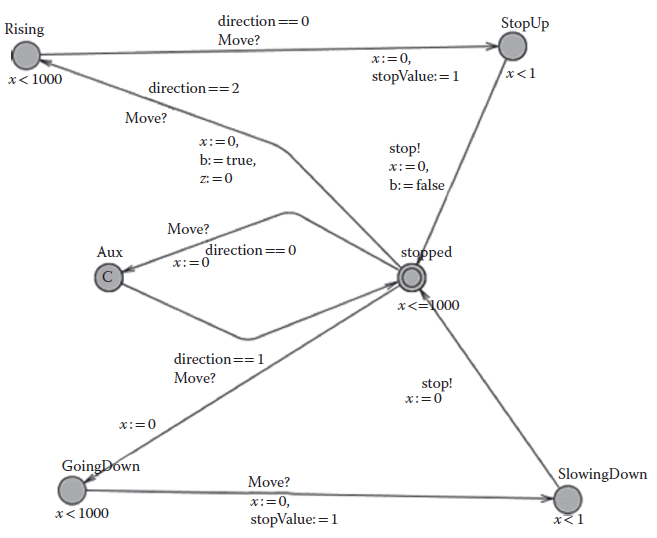 direction==0
Rising
StopUp
Move?
x:=0,
stopValue:=1
x<1000
x<1
direction==2
Move?
x:=0,
b:=true,
z:=0
stop!
x:=0,
b:=false
Move?
direction==0
x:=0
Aux
C
stopped
x<=1000
direction==1
Move?
stop!
x:=0
x:=0
GoingDown
SlowingDown
Move?
x:=0,
stopValue:=1
x<1000
x<1